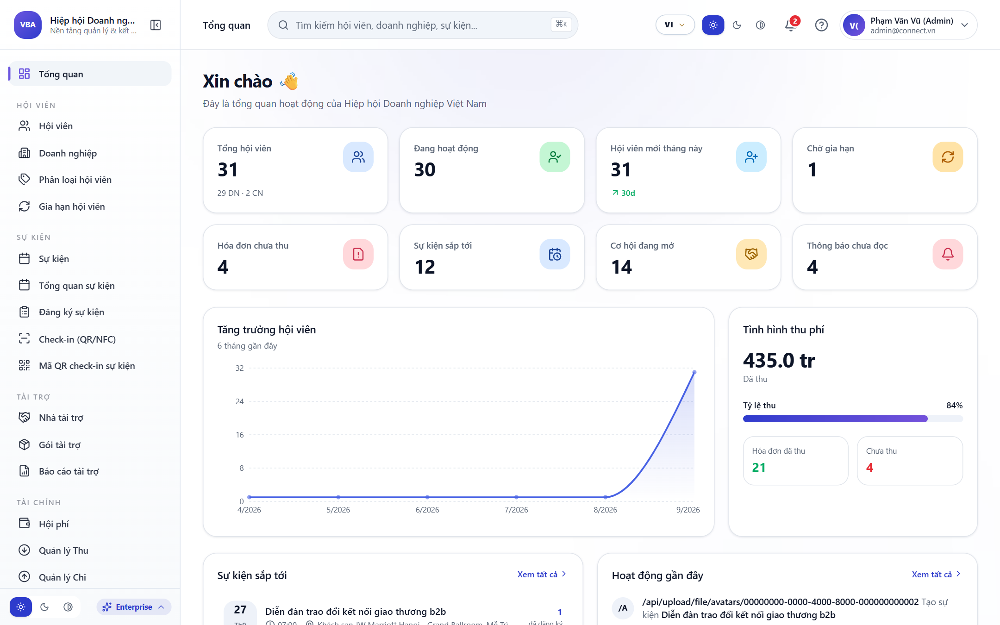 VBA
Hiệp hội Doanh ng...
Nền tảng quản lý & kết ...
Tổng quan
Tìm kiếm hội viên, doanh nghiệp, sự kiện...
⌘K
VI
2
V(
Phạm Văn Vũ (Admin)
admin@connect.vn
Tổng quan
HỘI VIÊN
Hội viên
Doanh nghiệp
Phân loại hội viên
Gia hạn hội viên
SỰ KIỆN
Sự kiện
Tổng quan sự kiện
Đăng ký sự kiện
Check-in (QR/NFC)
Mã QR check-in sự kiện
TÀI TRỢ
Nhà tài trợ
Gói tài trợ
Báo cáo tài trợ
TÀI CHÍNH
Hội phí
Quản lý Thu
Quản lý Chi
Enterprise
Xin chào 👋
Đây là tổng quan hoạt động của Hiệp hội Doanh nghiệp Việt Nam
Tổng hội viên
31
29 DN · 2 CN
Đang hoạt động
30
Hội viên mới tháng này
31
30d
Chờ gia hạn
1
Hóa đơn chưa thu
4
Sự kiện sắp tới
12
Cơ hội đang mở
14
Thông báo chưa đọc
4
Tăng trưởng hội viên
6 tháng gần đây
32
24
16
8
0
4/2026
5/2026
6/2026
7/2026
8/2026
9/2026
Tình hình thu phí
435.0 tr
Đã thu
Tỷ lệ thu
84%
Hóa đơn đã thu
21
Chưa thu
4
Sự kiện sắp tới
Xem tất cả
27
Th9
Diễn đàn trao đổi kết nối giao thương b2b
07:00
Khách sạn JW Marriott Hanoi - Grand Ballroom, Mễ Trì
1
đã đăng ký
Hoạt động gần đây
Xem tất cả
/A
/api/upload/file/avatars/00000000-0000-4000-8000-000000000002 Tạo sự
kiện Diễn đàn trao đổi kết nối giao thương b2b